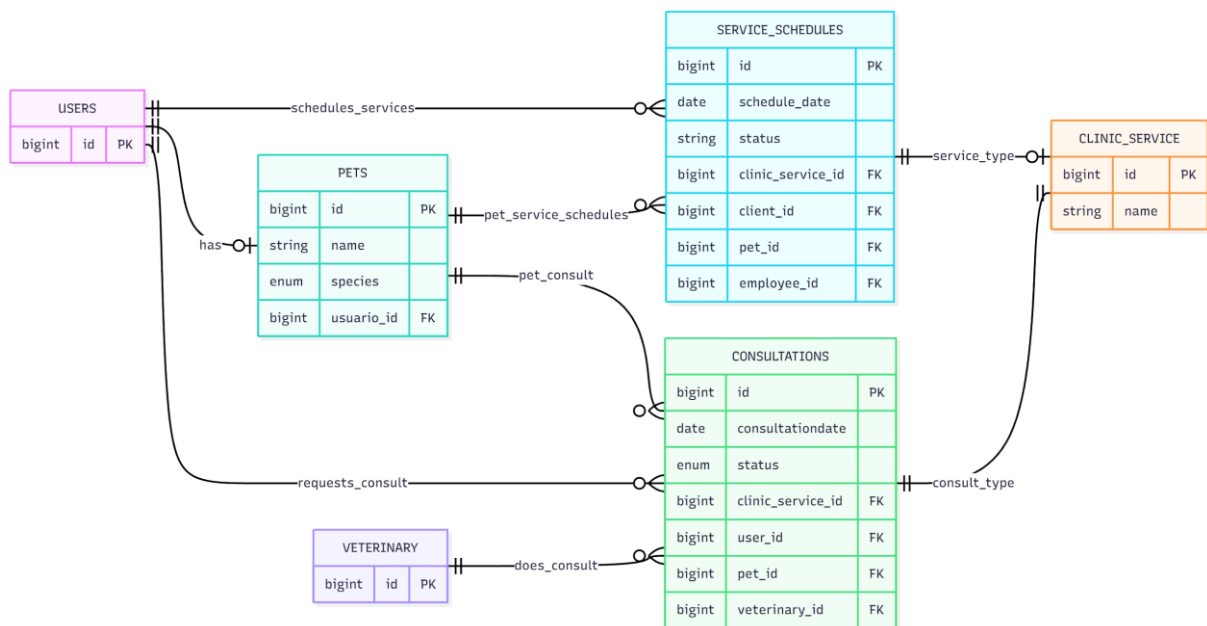 USERS
bigint id PK
schedules_services
has
PETS
bigint id PK
string name
enum species
bigint usuario_id FK
pet_service_schedules
pet_consult
SERVICE_SCHEDULES
bigint id PK
date schedule_date
string status
bigint clinic_service_id FK
bigint client_id FK
bigint pet_id FK
bigint employee_id FK
service_type
CLINIC_SERVICE
bigint id PK
string name
CONSULTATIONS
bigint id PK
date consultationdate
enum status
bigint clinic_service_id FK
bigint user_id FK
bigint pet_id FK
bigint veterinary_id FK
consult_type
requests_consult
VETERINARY
bigint id PK
does_consult